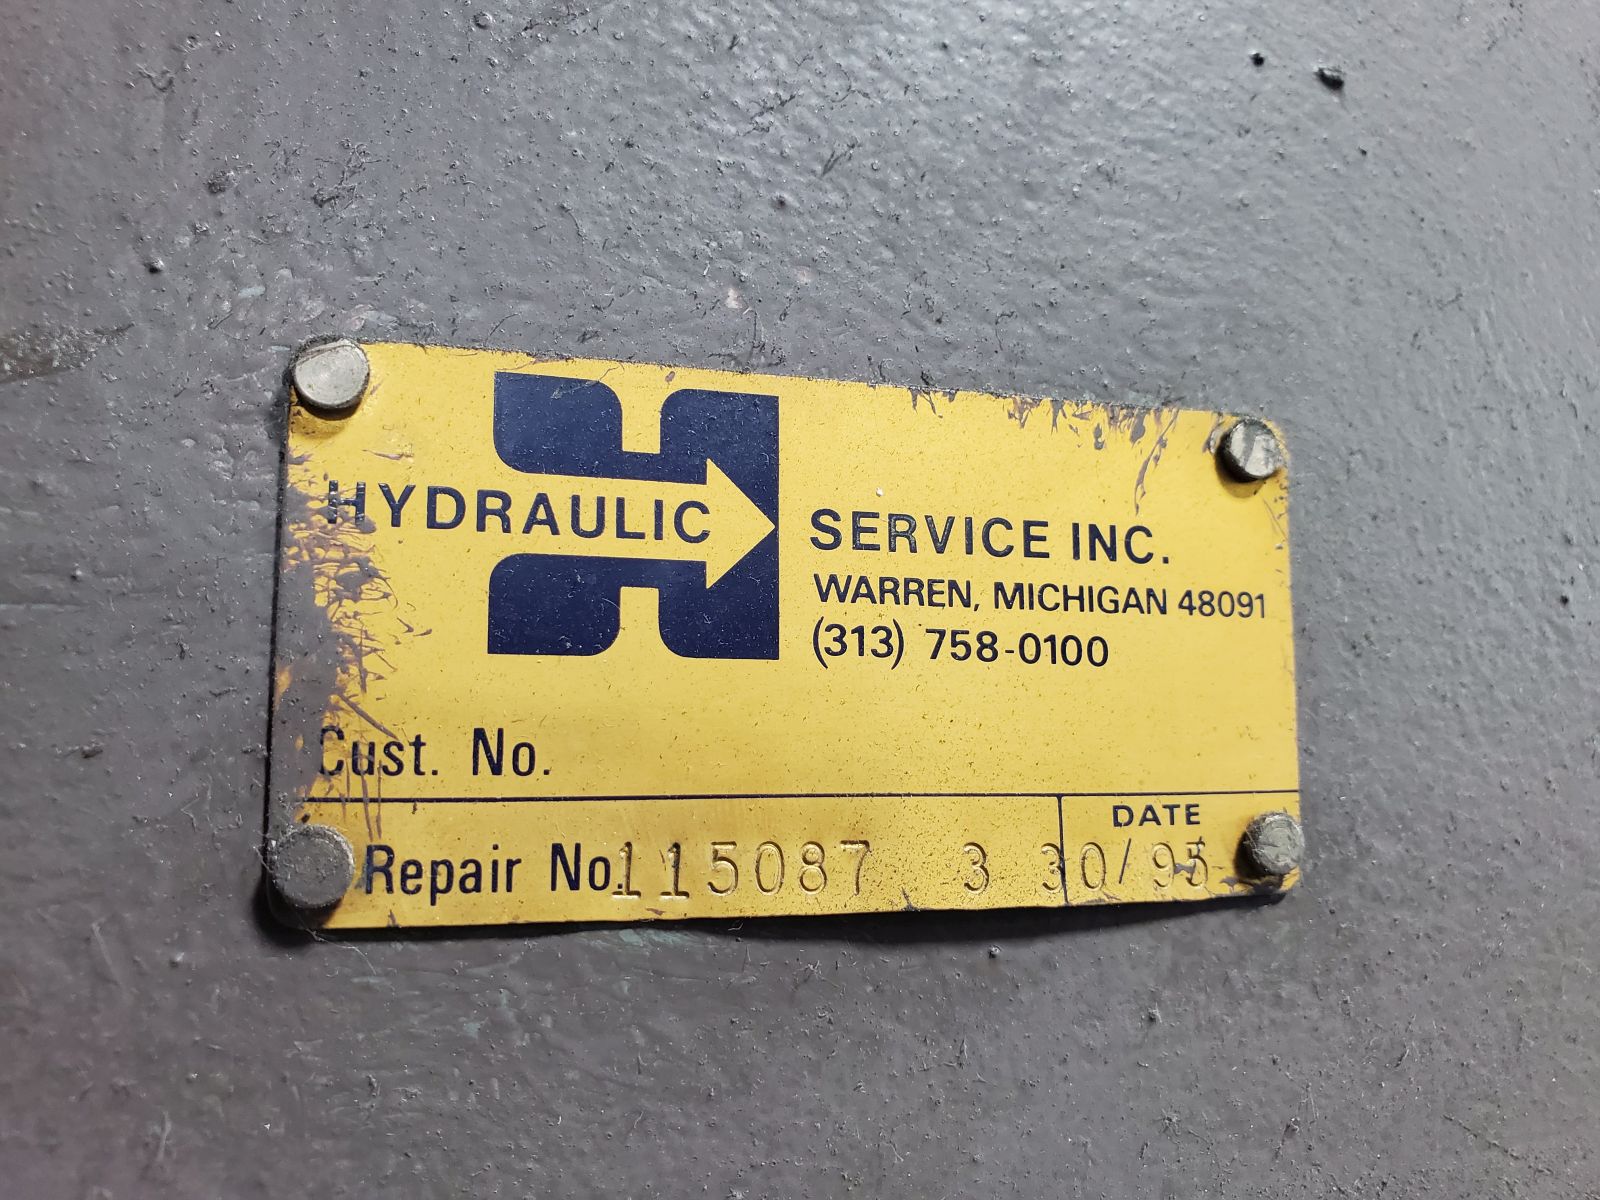 HYDRAULIC SERVICE INC.
WARREN, MICHIGAN 48091
(313) 758-0100
Cust. No.
DATE
Repair No. 115087 3 30/95